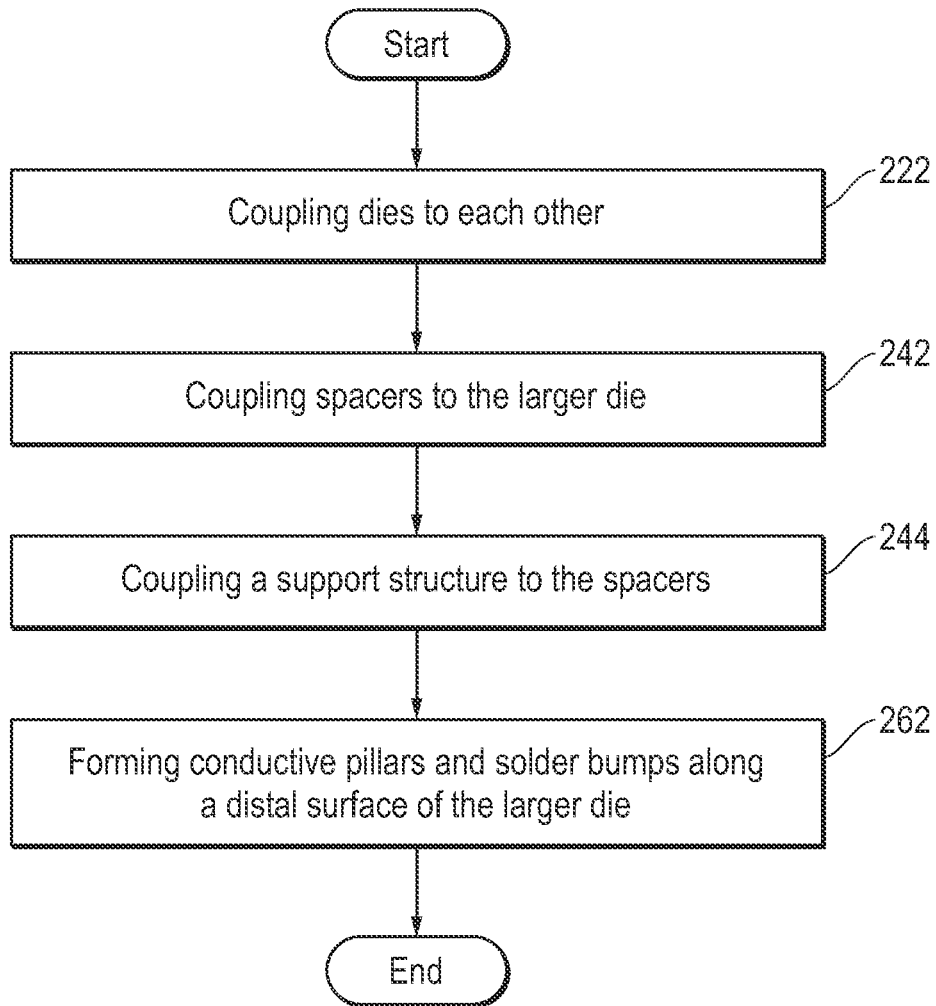 Start
222
Coupling dies to each other
242
Coupling spacers to the larger die
244
Coupling a support structure to the spacers
262
Forming conductive pillars and solder bumps along
a distal surface of the larger die
End